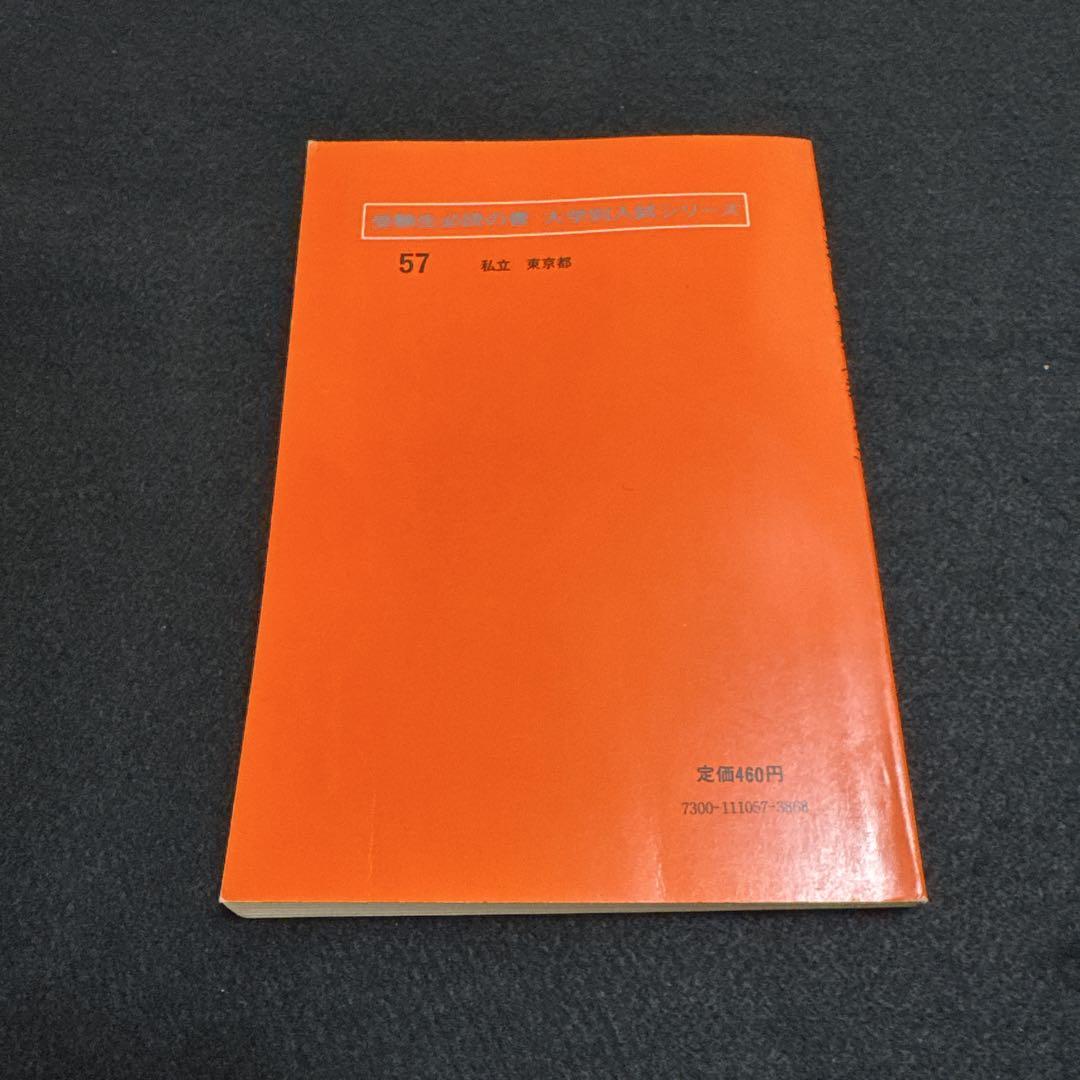 受験生必読の書 大学別入試シリーズ
57 私立 東京都
定価460円
7300-111057-3868